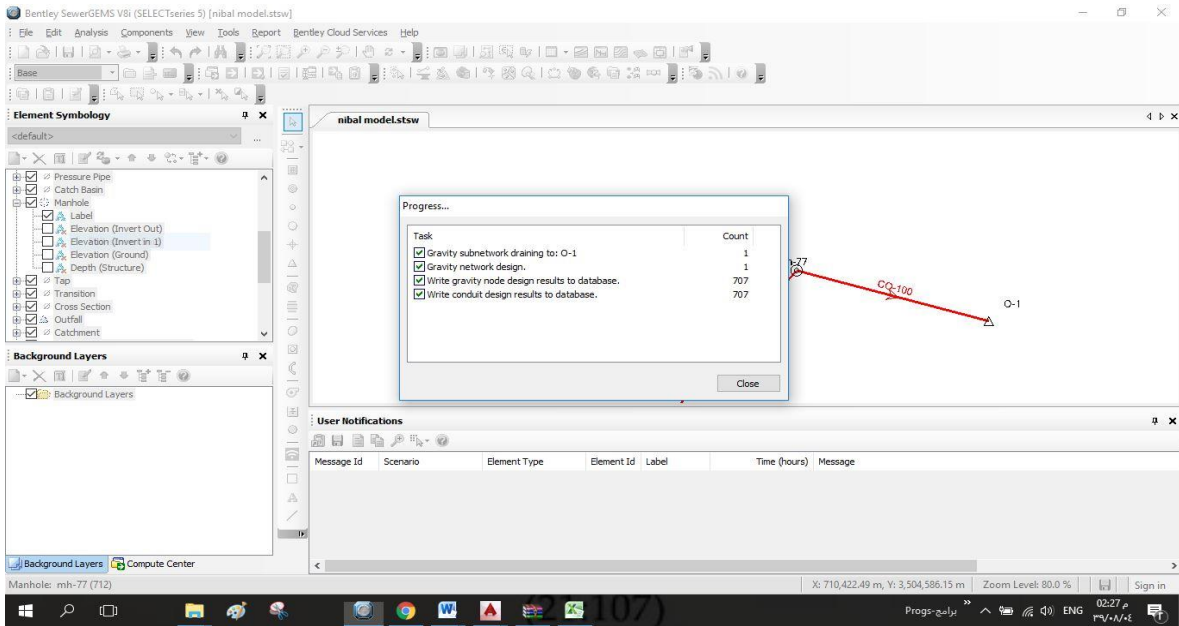 Bentley SewerGEMS V8i (SELECTseries 5) [nibal model.stsw]
File Edit Analysis Components View Tools Report Bentley Cloud Services Help
Base
Element Symbology
nibal model.stsw
<default>
Pressure Pipe
Catch Basin
Manhole
Label
Elevation (Invert Out)
Elevation (Invert in 1)
Elevation (Ground)
Depth (Structure)
Tap
Transition
Cross Section
Outfall
Catchment
Progress...
Task Count
Gravity subnetwork draining to: O-1 1
Gravity network design. 1
Write gravity node design results to database. 707
Write conduit design results to database. 707
Close
-77
CO-100
O-1
Background Layers
Background Layers
User Notifications
Message Id Scenario Element Type Element Id Label Time (hours) Message
Background Layers Compute Center
Manhole: mh-77 (712) X: 710,422.49 m, Y: 3,504,586.15 m Zoom Level: 80.0 % Sign in
(21:107)
Progs-برامج ENG 02:27 م
٣٩/٠٨/٠٤